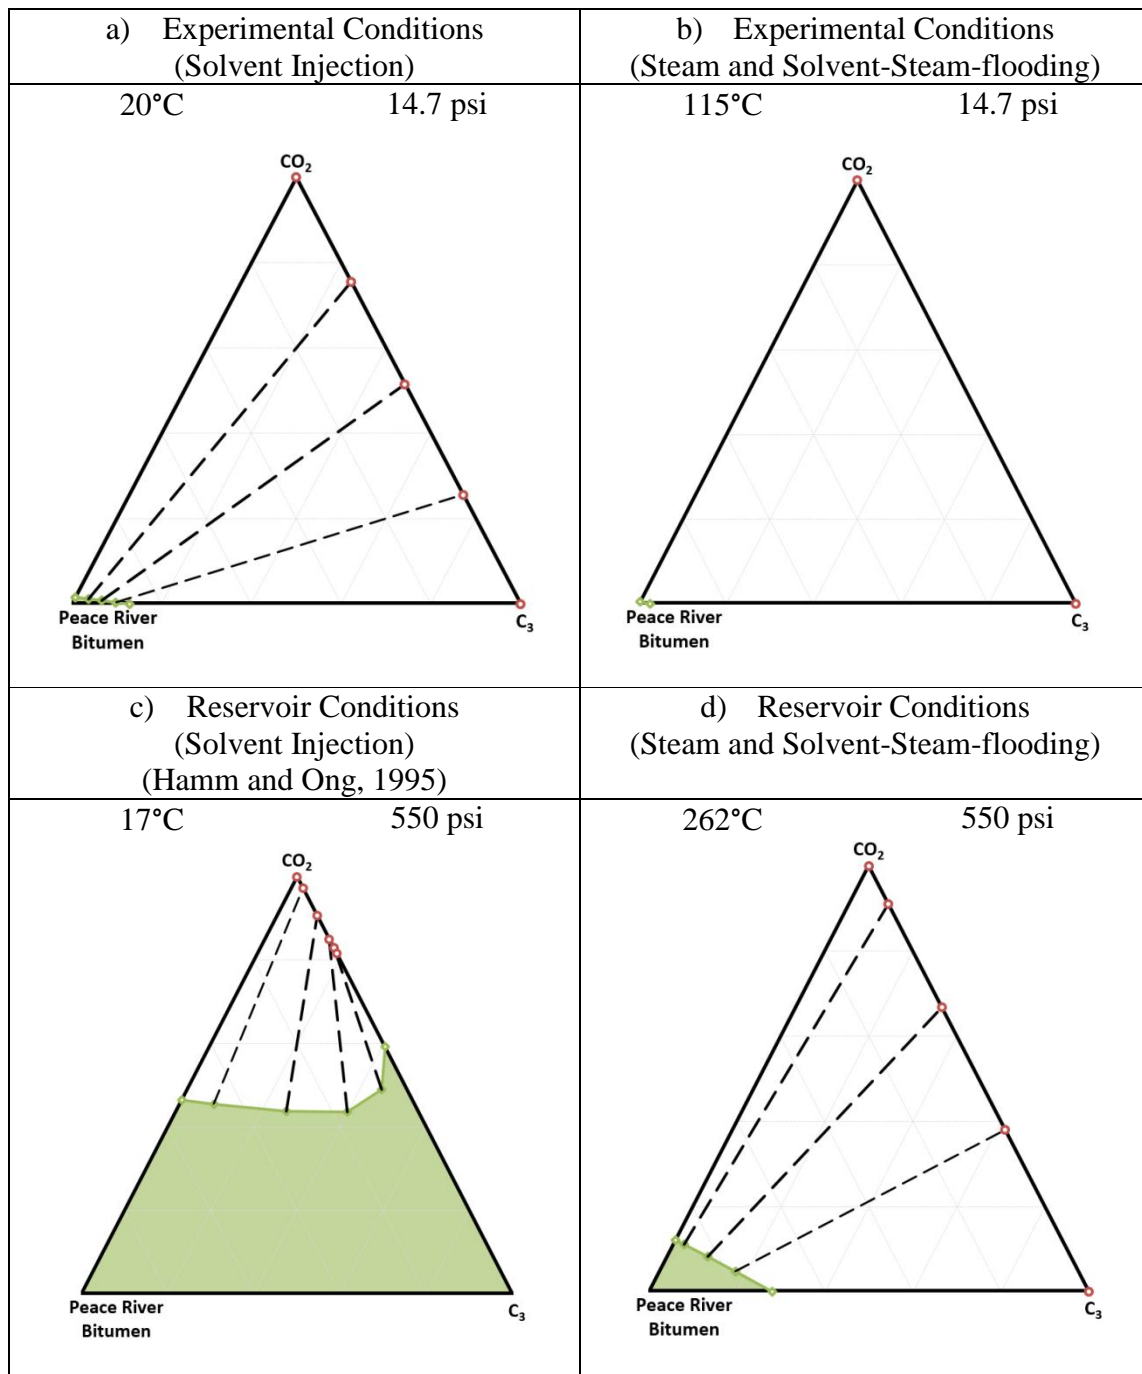 a) Experimental Conditions
(Solvent Injection)
b) Experimental Conditions
(Steam and Solvent-Steam-flooding)
20°C 14.7 psi
CO₂
Peace River
Bitumen
C₃
115°C 14.7 psi
CO₂
Peace River
Bitumen
C₃
c) Reservoir Conditions
(Solvent Injection)
(Hamm and Ong, 1995)
d) Reservoir Conditions
(Steam and Solvent-Steam-flooding)
17°C 550 psi
CO₂
Peace River
Bitumen
C₃
262°C 550 psi
CO₂
Peace River
Bitumen
C₃